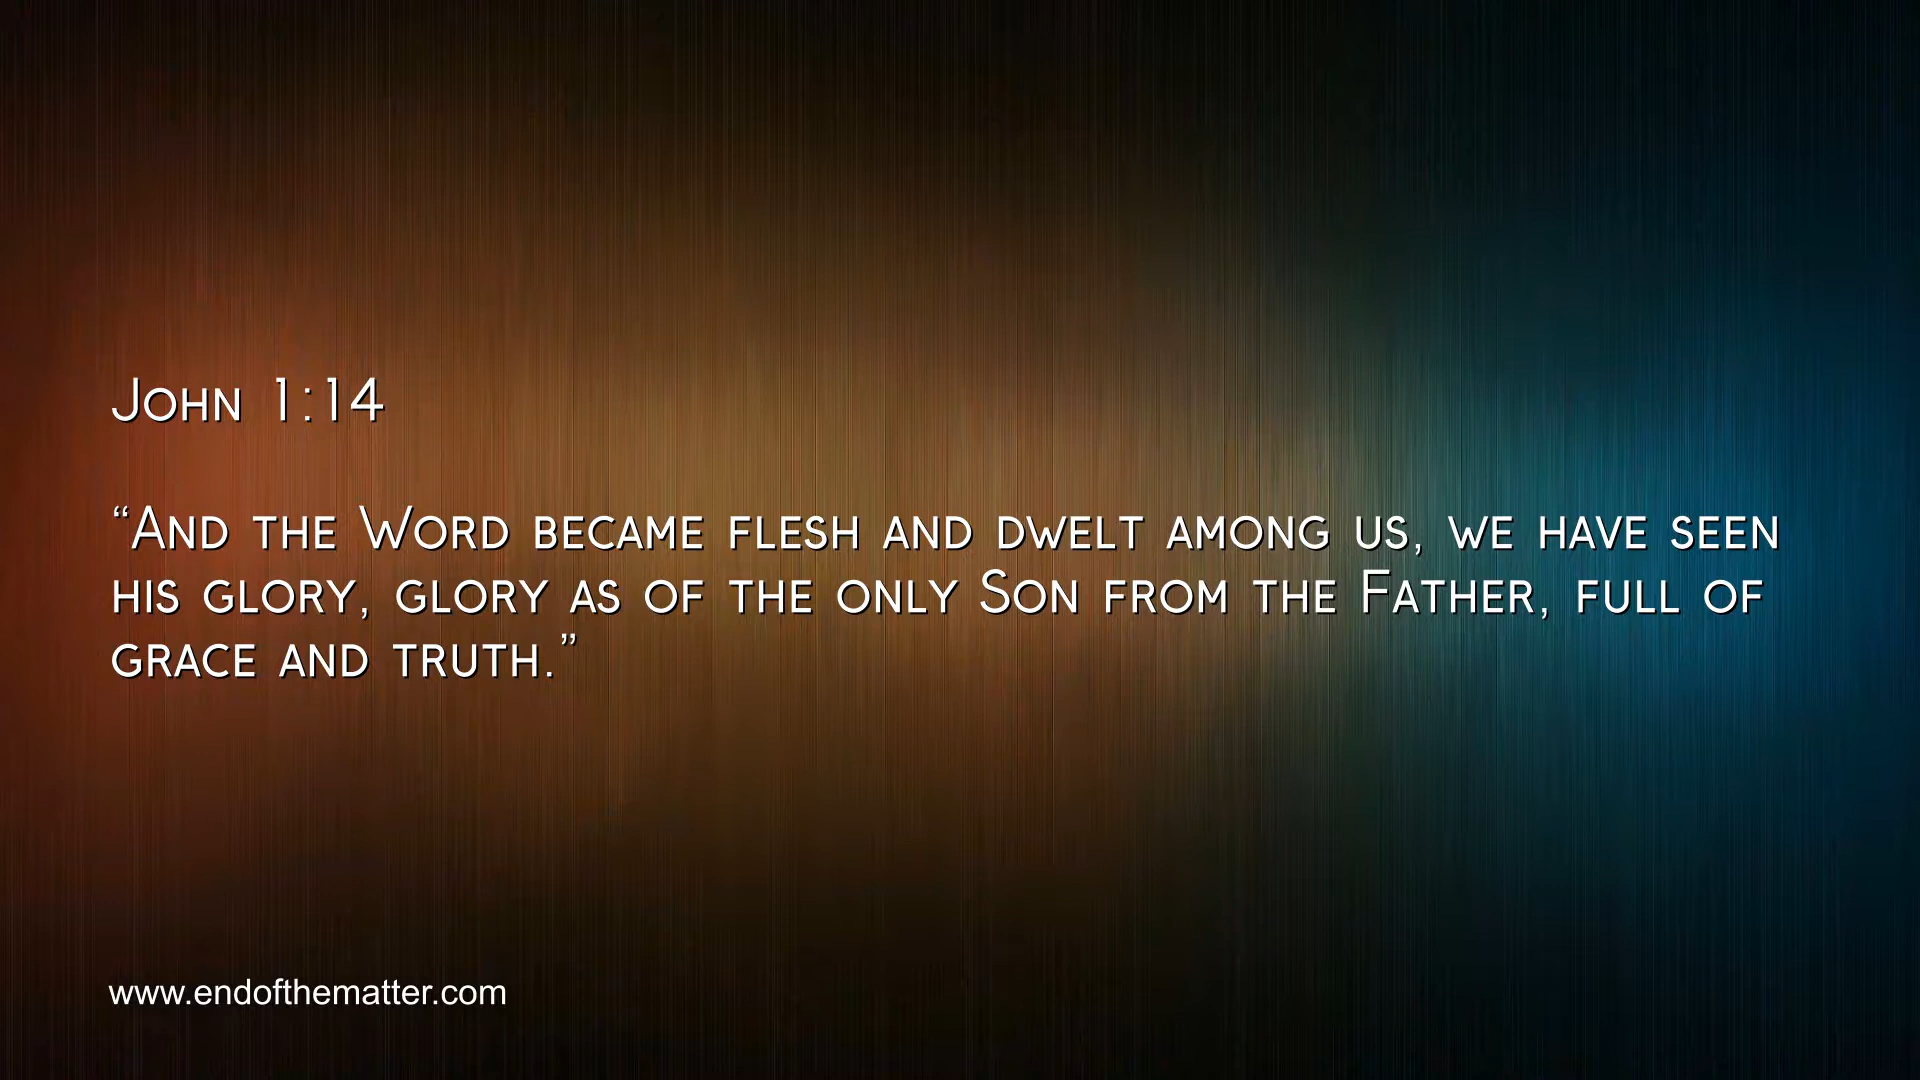 John 1:14
“And the Word became flesh and dwelt among us, we have seen
his glory, glory as of the only Son from the Father, full of
grace and truth.”
www.endofthematter.com